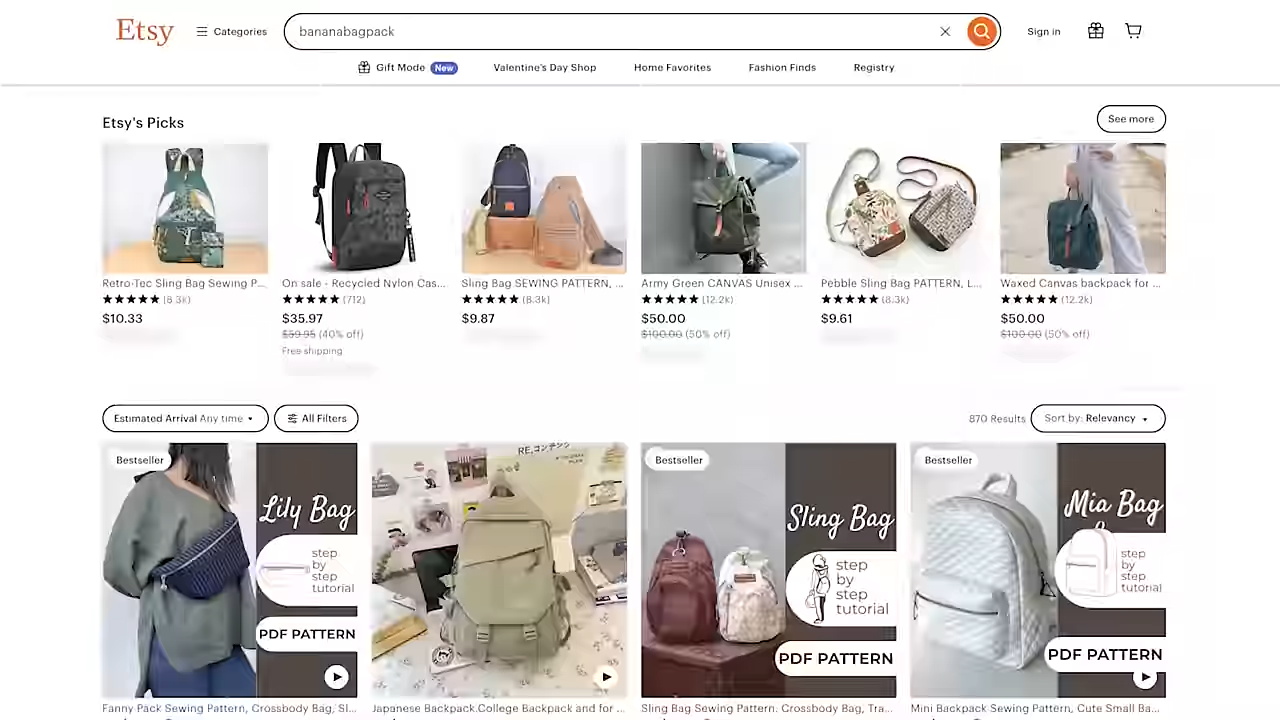 Etsy
Categories
bananabagpack
Sign in
Gift Mode New
Valentine's Day Shop
Home Favorites
Fashion Finds
Registry
Etsy's Picks
See more
Retro-Tec Sling Bag Sewing P...
(8.3k)
$10.33
On sale - Recycled Nylon Cas...
(712)
$35.97
$59.95 (40% off)
Free shipping
Sling Bag SEWING PATTERN, ...
(8.3k)
$9.87
Army Green CANVAS Unisex ...
(12.2k)
$50.00
$100.00 (50% off)
Pebble Sling Bag PATTERN, L...
(8.3k)
$9.61
Waxed Canvas backpack for ...
(12.2k)
$50.00
$100.00 (50% off)
Estimated Arrival Any time
All Filters
870 Results
Sort by: Relevancy
Bestseller
Lily Bag
step
by
step
tutorial
PDF PATTERN
Fanny Pack Sewing Pattern, Crossbody Bag, Sl...
Japanese Backpack.College Backpack and for ...
Bestseller
Sling Bag
step
by
step
tutorial
PDF PATTERN
Sling Bag Sewing Pattern. Crossbody Bag, Tra...
Bestseller
Mia Bag
step
by
step
tutorial
PDF PATTERN
Mini Backpack Sewing Pattern, Cute Small Ba...